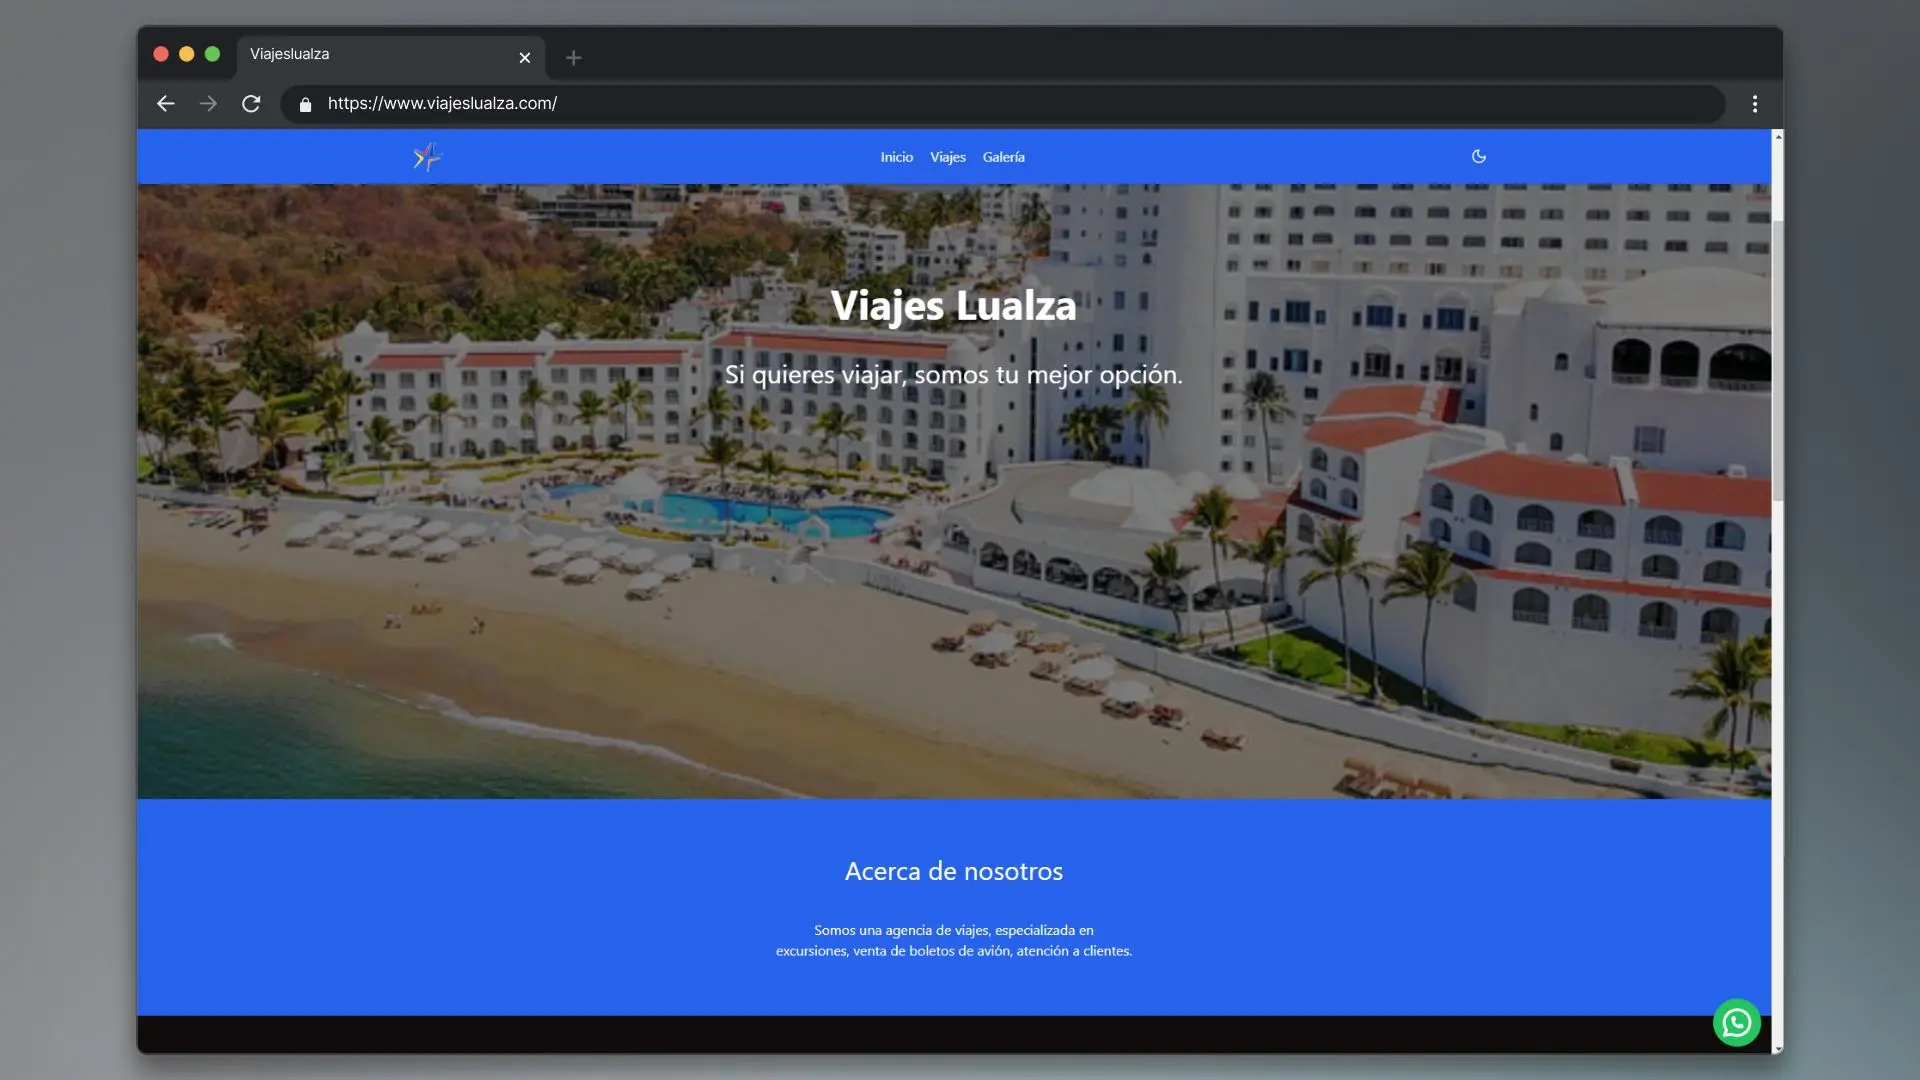 Viajeslualza
https://www.viajeslualza.com/
Inicio Viajes Galería
Viajes Lualza
Si quieres viajar, somos tu mejor opción.
Acerca de nosotros
Somos una agencia de viajes, especializada en
excursiones, venta de boletos de avión, atención a clientes.